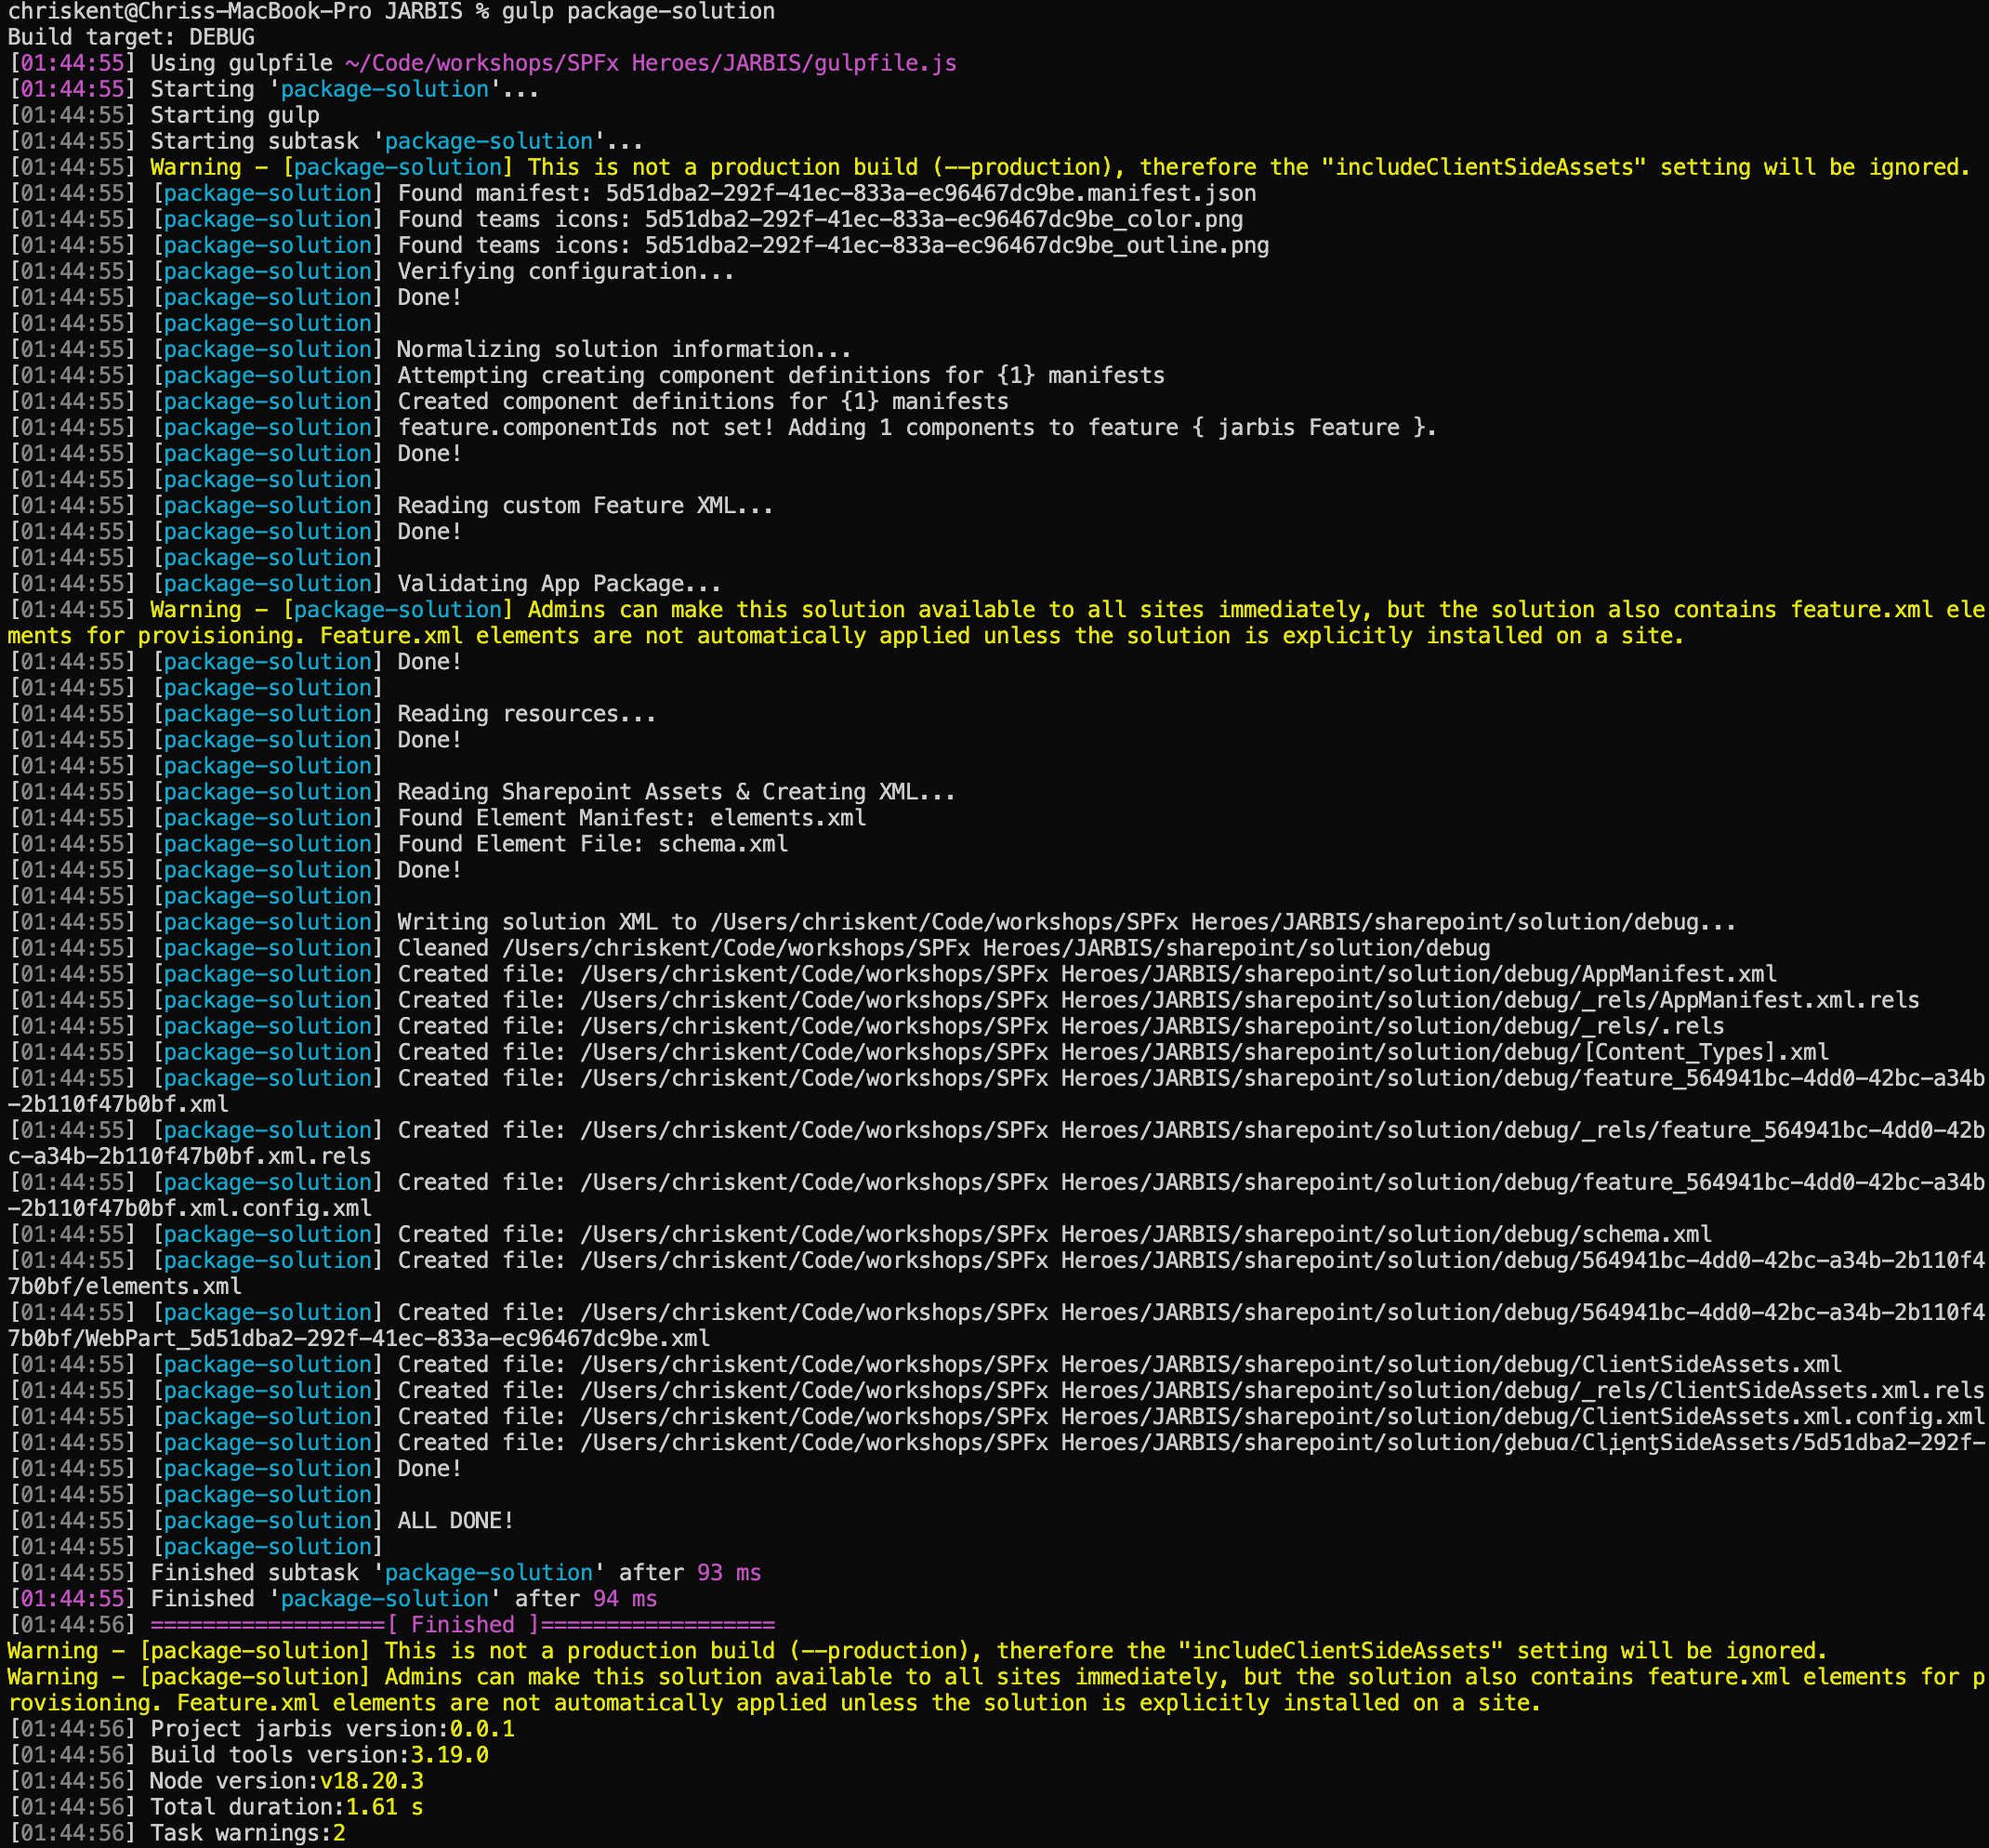 chriskent@Chriss-MacBook-Pro JARBIS % gulp package-solution
Build target: DEBUG
[01:44:55] Using gulpfile ~/Code/workshops/SPFx Heroes/JARBIS/gulpfile.js
[01:44:55] Starting 'package-solution'...
[01:44:55] Starting gulp
[01:44:55] Starting subtask 'package-solution'...
[01:44:55] Warning - [package-solution] This is not a production build (--production), therefore the "includeClientSideAssets" setting will be ignored.
[01:44:55] [package-solution] Found manifest: 5d51dba2-292f-41ec-833a-ec96467dc9be.manifest.json
[01:44:55] [package-solution] Found teams icons: 5d51dba2-292f-41ec-833a-ec96467dc9be_color.png
[01:44:55] [package-solution] Found teams icons: 5d51dba2-292f-41ec-833a-ec96467dc9be_outline.png
[01:44:55] [package-solution] Verifying configuration...
[01:44:55] [package-solution] Done!
[01:44:55] [package-solution]
[01:44:55] [package-solution] Normalizing solution information...
[01:44:55] [package-solution] Attempting creating component definitions for {1} manifests
[01:44:55] [package-solution] Created component definitions for {1} manifests
[01:44:55] [package-solution] feature.componentIds not set! Adding 1 components to feature { jarbis Feature }.
[01:44:55] [package-solution] Done!
[01:44:55] [package-solution]
[01:44:55] [package-solution] Reading custom Feature XML...
[01:44:55] [package-solution] Done!
[01:44:55] [package-solution]
[01:44:55] [package-solution] Validating App Package...
[01:44:55] Warning - [package-solution] Admins can make this solution available to all sites immediately, but the solution also contains feature.xml ele
ments for provisioning. Feature.xml elements are not automatically applied unless the solution is explicitly installed on a site.
[01:44:55] [package-solution] Done!
[01:44:55] [package-solution]
[01:44:55] [package-solution] Reading resources...
[01:44:55] [package-solution] Done!
[01:44:55] [package-solution]
[01:44:55] [package-solution] Reading Sharepoint Assets & Creating XML...
[01:44:55] [package-solution] Found Element Manifest: elements.xml
[01:44:55] [package-solution] Found Element File: schema.xml
[01:44:55] [package-solution] Done!
[01:44:55] [package-solution]
[01:44:55] [package-solution] Writing solution XML to /Users/chriskent/Code/workshops/SPFx Heroes/JARBIS/sharepoint/solution/debug...
[01:44:55] [package-solution] Cleaned /Users/chriskent/Code/workshops/SPFx Heroes/JARBIS/sharepoint/solution/debug
[01:44:55] [package-solution] Created file: /Users/chriskent/Code/workshops/SPFx Heroes/JARBIS/sharepoint/solution/debug/AppManifest.xml
[01:44:55] [package-solution] Created file: /Users/chriskent/Code/workshops/SPFx Heroes/JARBIS/sharepoint/solution/debug/_rels/AppManifest.xml.rels
[01:44:55] [package-solution] Created file: /Users/chriskent/Code/workshops/SPFx Heroes/JARBIS/sharepoint/solution/debug/_rels/.rels
[01:44:55] [package-solution] Created file: /Users/chriskent/Code/workshops/SPFx Heroes/JARBIS/sharepoint/solution/debug/[Content_Types].xml
[01:44:55] [package-solution] Created file: /Users/chriskent/Code/workshops/SPFx Heroes/JARBIS/sharepoint/solution/debug/feature_564941bc-4dd0-42bc-a34b
-2b110f47b0bf.xml
[01:44:55] [package-solution] Created file: /Users/chriskent/Code/workshops/SPFx Heroes/JARBIS/sharepoint/solution/debug/_rels/feature_564941bc-4dd0-42b
c-a34b-2b110f47b0bf.xml.rels
[01:44:55] [package-solution] Created file: /Users/chriskent/Code/workshops/SPFx Heroes/JARBIS/sharepoint/solution/debug/feature_564941bc-4dd0-42bc-a34b
-2b110f47b0bf.xml.config.xml
[01:44:55] [package-solution] Created file: /Users/chriskent/Code/workshops/SPFx Heroes/JARBIS/sharepoint/solution/debug/schema.xml
[01:44:55] [package-solution] Created file: /Users/chriskent/Code/workshops/SPFx Heroes/JARBIS/sharepoint/solution/debug/564941bc-4dd0-42bc-a34b-2b110f4
7b0bf/elements.xml
[01:44:55] [package-solution] Created file: /Users/chriskent/Code/workshops/SPFx Heroes/JARBIS/sharepoint/solution/debug/564941bc-4dd0-42bc-a34b-2b110f4
7b0bf/WebPart_5d51dba2-292f-41ec-833a-ec96467dc9be.xml
[01:44:55] [package-solution] Created file: /Users/chriskent/Code/workshops/SPFx Heroes/JARBIS/sharepoint/solution/debug/ClientSideAssets.xml
[01:44:55] [package-solution] Created file: /Users/chriskent/Code/workshops/SPFx Heroes/JARBIS/sharepoint/solution/debug/_rels/ClientSideAssets.xml.rels
[01:44:55] [package-solution] Created file: /Users/chriskent/Code/workshops/SPFx Heroes/JARBIS/sharepoint/solution/debug/ClientSideAssets.xml.config.xml
[01:44:55] [package-solution] Created file: /Users/chriskent/Code/workshops/SPFx Heroes/JARBIS/sharepoint/solution/debug/ClientSideAssets/5d51dba2-292f-
[01:44:55] [package-solution] Done!
[01:44:55] [package-solution]
[01:44:55] [package-solution] ALL DONE!
[01:44:55] [package-solution]
[01:44:55] Finished subtask 'package-solution' after 93 ms
[01:44:55] Finished 'package-solution' after 94 ms
[01:44:56] ==================[ Finished ]==================
Warning - [package-solution] This is not a production build (--production), therefore the "includeClientSideAssets" setting will be ignored.
Warning - [package-solution] Admins can make this solution available to all sites immediately, but the solution also contains feature.xml elements for p
rovisioning. Feature.xml elements are not automatically applied unless the solution is explicitly installed on a site.
[01:44:56] Project jarbis version:0.0.1
[01:44:56] Build tools version:3.19.0
[01:44:56] Node version:v18.20.3
[01:44:56] Total duration:1.61 s
[01:44:56] Task warnings:2